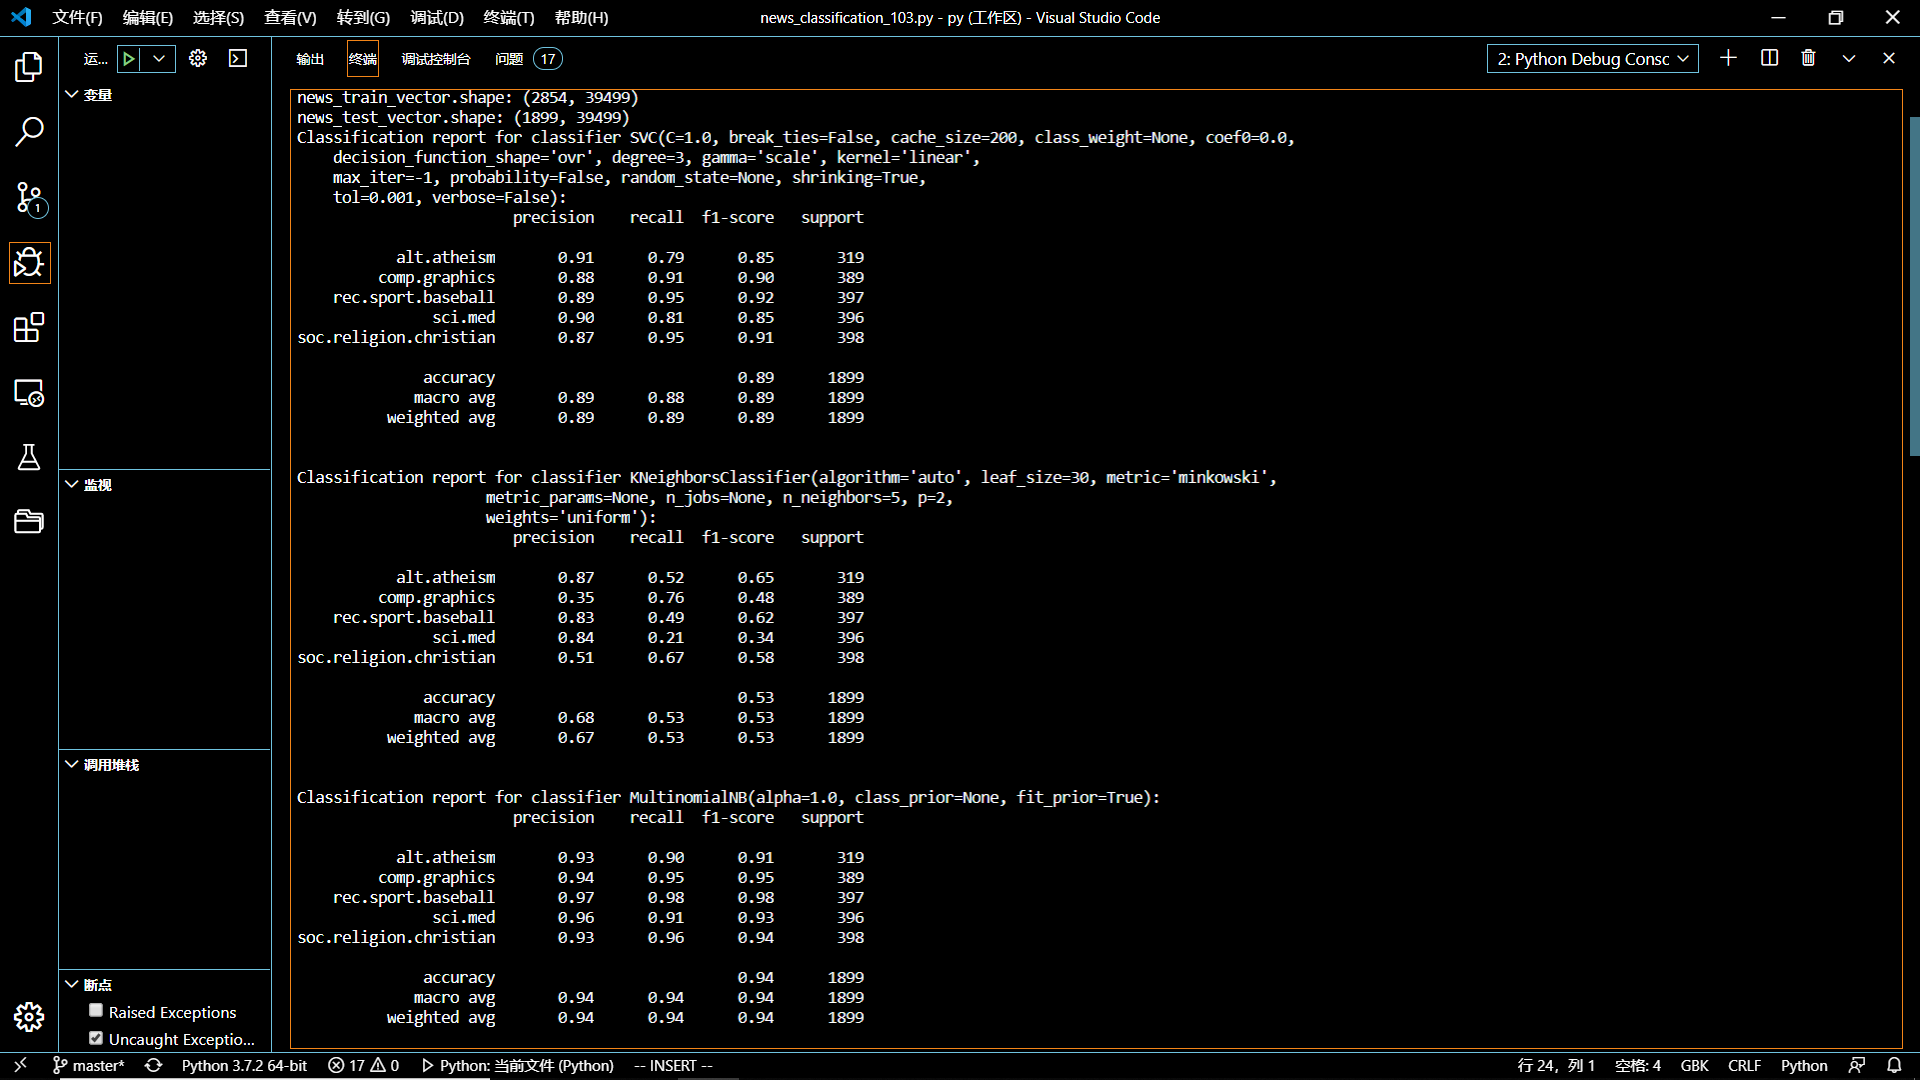 文件(F) 编辑(E) 选择(S) 查看(V) 转到(G) 调试(D) 终端(T) 帮助(H) news_classification_103.py - py (工作区) - Visual Studio Code
运... 输出 终端 调试控制台 问题 17 2: Python Debug Consc
变量
1
监视
调用堆栈
断点
Raised Exceptions
Uncaught Exceptio...
news_train_vector.shape: (2854, 39499)
news_test_vector.shape: (1899, 39499)
Classification report for classifier SVC(C=1.0, break_ties=False, cache_size=200, class_weight=None, coef0=0.0,
decision_function_shape='ovr', degree=3, gamma='scale', kernel='linear',
max_iter=-1, probability=False, random_state=None, shrinking=True,
tol=0.001, verbose=False):
precision recall f1-score support
alt.atheism 0.91 0.79 0.85 319
comp.graphics 0.88 0.91 0.90 389
rec.sport.baseball 0.89 0.95 0.92 397
sci.med 0.90 0.81 0.85 396
soc.religion.christian 0.87 0.95 0.91 398
accuracy 0.89 1899
macro avg 0.89 0.88 0.89 1899
weighted avg 0.89 0.89 0.89 1899
Classification report for classifier KNeighborsClassifier(algorithm='auto', leaf_size=30, metric='minkowski',
metric_params=None, n_jobs=None, n_neighbors=5, p=2,
weights='uniform'):
precision recall f1-score support
alt.atheism 0.87 0.52 0.65 319
comp.graphics 0.35 0.76 0.48 389
rec.sport.baseball 0.83 0.49 0.62 397
sci.med 0.84 0.21 0.34 396
soc.religion.christian 0.51 0.67 0.58 398
accuracy 0.53 1899
macro avg 0.68 0.53 0.53 1899
weighted avg 0.67 0.53 0.53 1899
Classification report for classifier MultinomialNB(alpha=1.0, class_prior=None, fit_prior=True):
precision recall f1-score support
alt.atheism 0.93 0.90 0.91 319
comp.graphics 0.94 0.95 0.95 389
rec.sport.baseball 0.97 0.98 0.98 397
sci.med 0.96 0.91 0.93 396
soc.religion.christian 0.93 0.96 0.94 398
accuracy 0.94 1899
macro avg 0.94 0.94 0.94 1899
weighted avg 0.94 0.94 0.94 1899
master* Python 3.7.2 64-bit 17 0 Python: 当前文件 (Python) -- INSERT -- 行 24，列 1 空格: 4 GBK CRLF Python